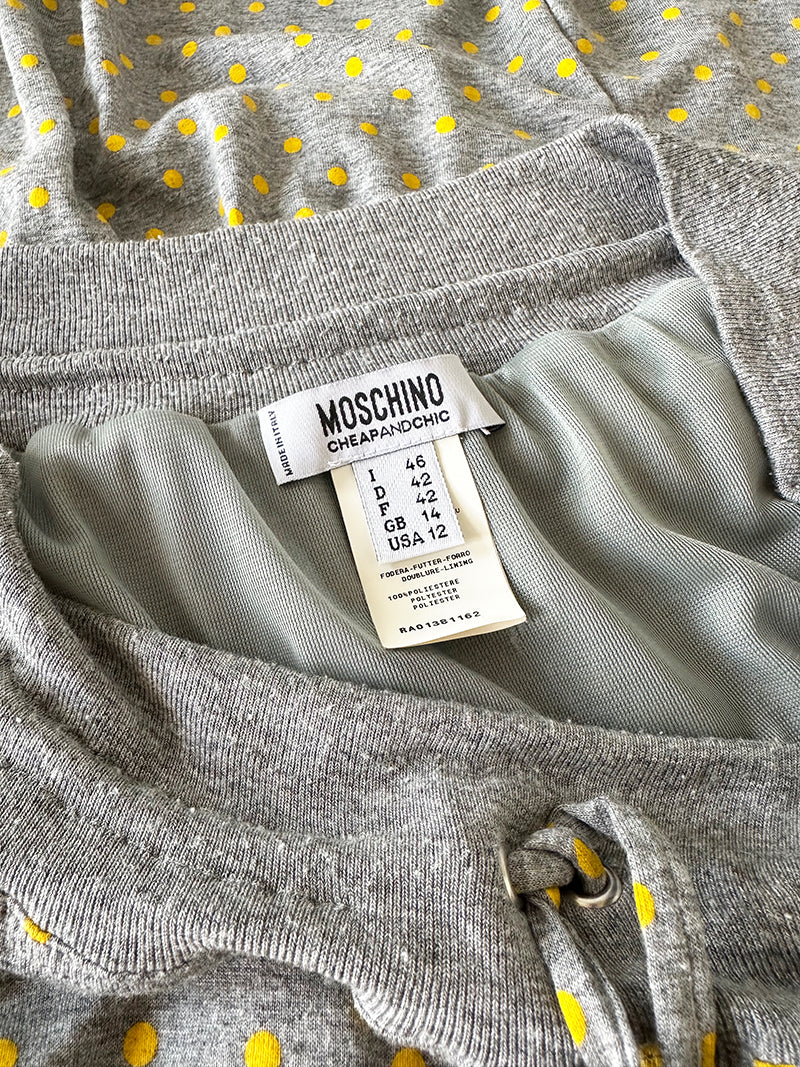 MADE IN ITALY
MOSCHINO
CHEAPANDCHIC
I 46
D 42
F 42
GB 14
USA 12
FODERA-FUTTER-FORRO
DOUBLURE-LINING
100%POLIESTERE
POLYESTER
POLIESTER
RA01381162